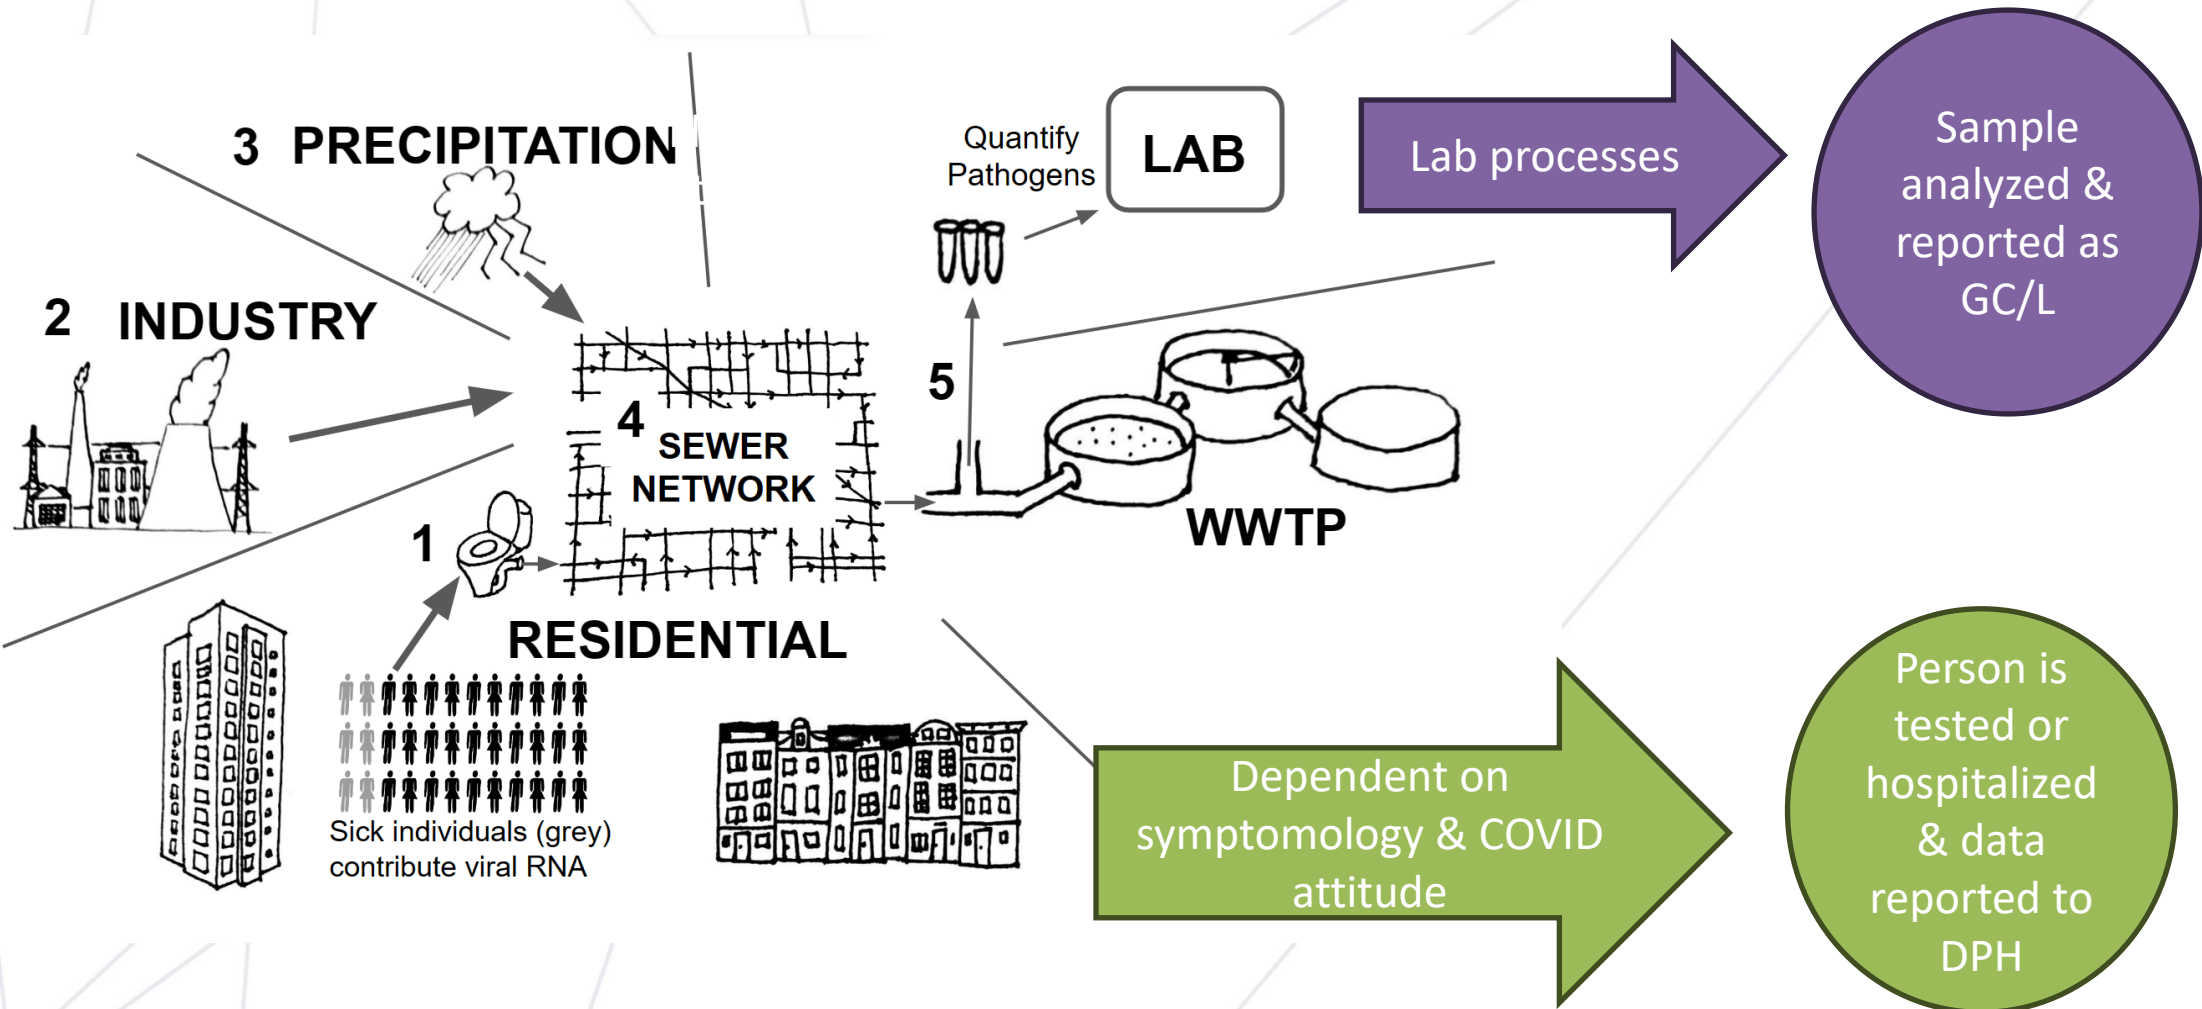 3 PRECIPITATION
2 INDUSTRY
4
SEWER
NETWORK
1
RESIDENTIAL
Sick individuals (grey)
contribute viral RNA
5
WWTP
Quantify
Pathogens
LAB
Lab processes
Sample
analyzed &
reported as
GC/L
Dependent on
symptomology & COVID
attitude
Person is
tested or
hospitalized
& data
reported to
DPH